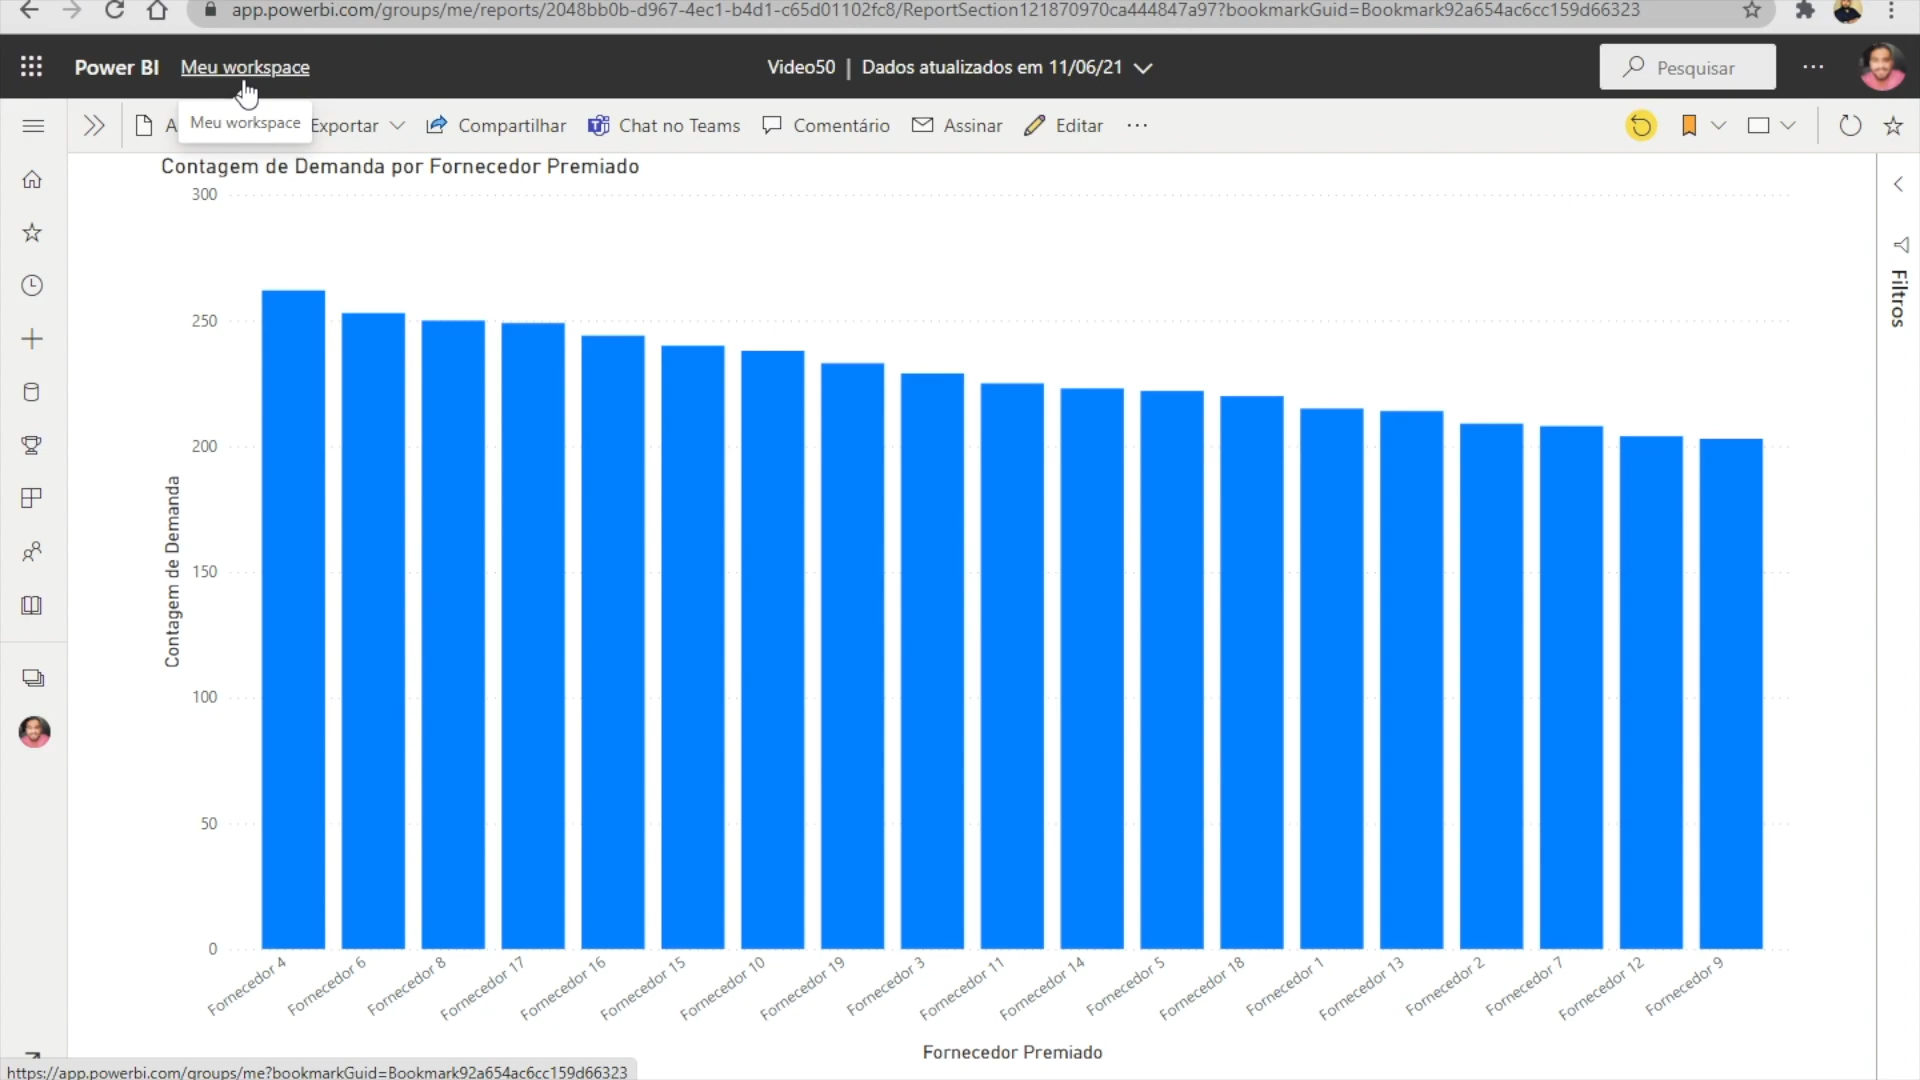 app.powerbi.com/groups/me/reports/2048bb0b-d967-4ec1-b4d1-c65d01102fc8/ReportSection121870970ca444847a97?bookmarkGuid=Bookmark92a654ac6cc159d66323
Power BI Meu workspace Video50 | Dados atualizados em 11/06/21 Pesquisar
Meu workspace Exportar Compartilhar Chat no Teams Comentário Assinar Editar
Contagem de Demanda por Fornecedor Premiado
300
250
200
150
100
50
0
Contagem de Demanda
Fornecedor 4
Fornecedor 6
Fornecedor 8
Fornecedor 17
Fornecedor 16
Fornecedor 15
Fornecedor 10
Fornecedor 19
Fornecedor 3
Fornecedor 11
Fornecedor 14
Fornecedor 5
Fornecedor 18
Fornecedor 1
Fornecedor 13
Fornecedor 2
Fornecedor 7
Fornecedor 12
Fornecedor 9
Fornecedor Premiado
Filtros
https://app.powerbi.com/groups/me?bookmarkGuid=Bookmark92a654ac6cc159d66323